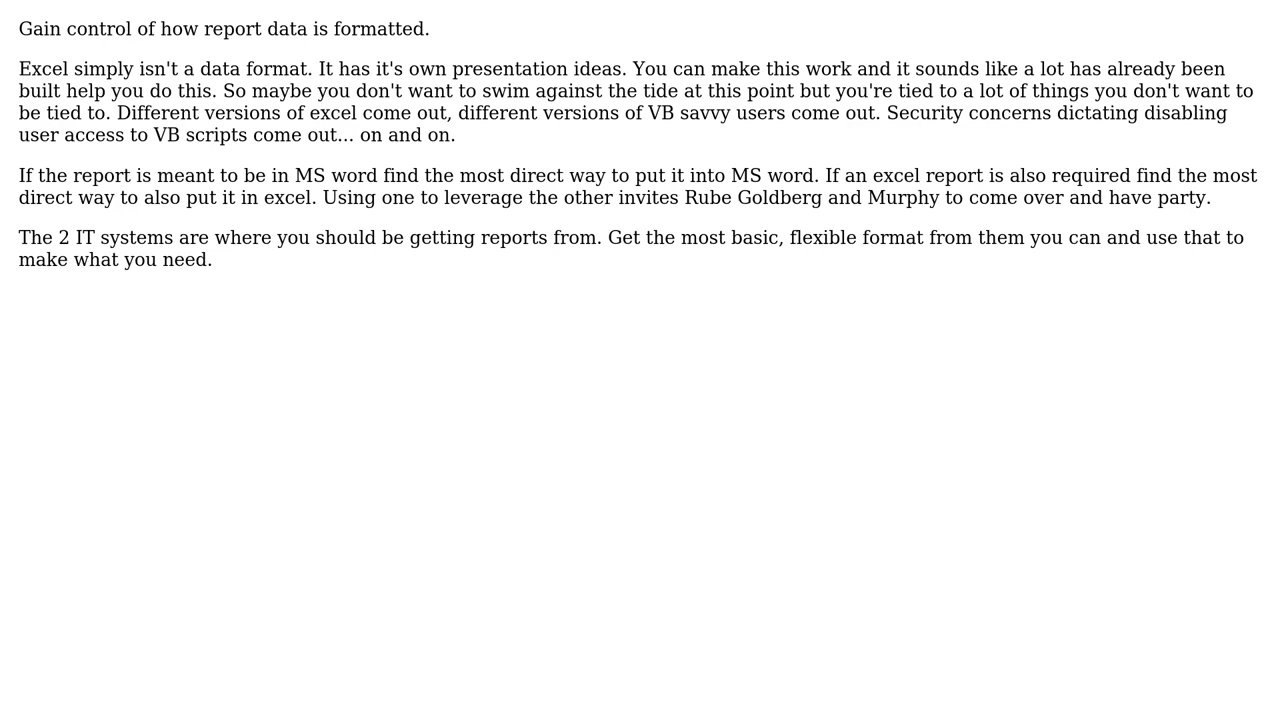 Gain control of how report data is formatted.
Excel simply isn't a data format. It has it's own presentation ideas. You can make this work and it sounds like a lot has already been
built help you do this. So maybe you don't want to swim against the tide at this point but you're tied to a lot of things you don't want to
be tied to. Different versions of excel come out, different versions of VB savvy users come out. Security concerns dictating disabling
user access to VB scripts come out... on and on.
If the report is meant to be in MS word find the most direct way to put it into MS word. If an excel report is also required find the most
direct way to also put it in excel. Using one to leverage the other invites Rube Goldberg and Murphy to come over and have party.
The 2 IT systems are where you should be getting reports from. Get the most basic, flexible format from them you can and use that to
make what you need.